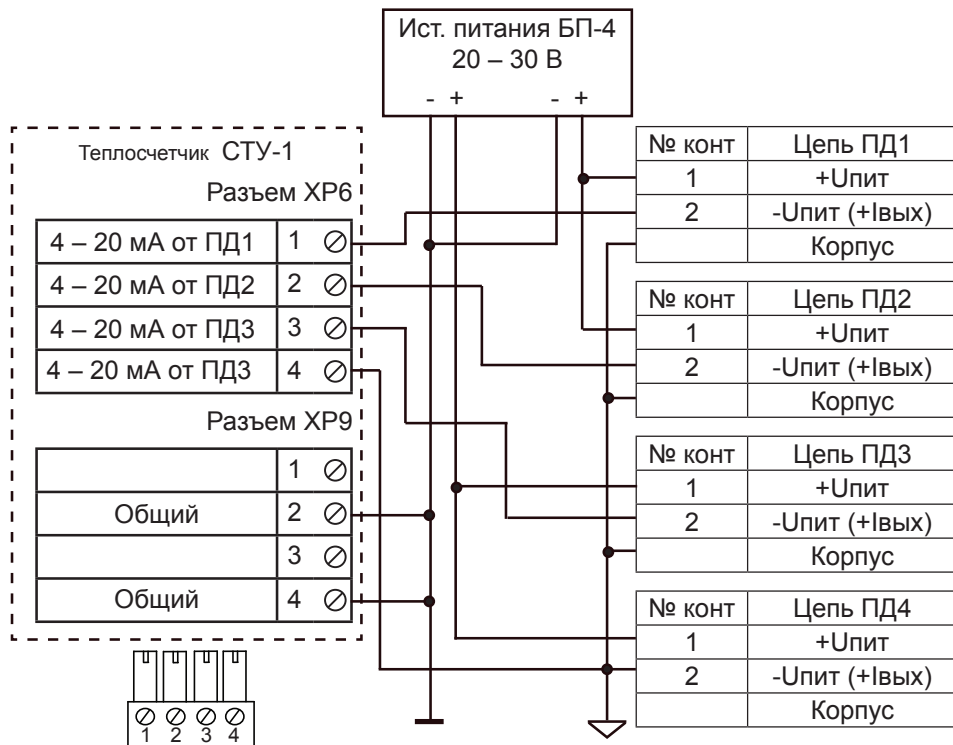 Ист. питания БП-4
20 – 30 В
- + - +
Теплосчетчик СТУ-1
Разъем XP6
4 – 20 мА от ПД1 1
4 – 20 мА от ПД2 2
4 – 20 мА от ПД3 3
4 – 20 мА от ПД3 4
Разъем XP9
1
Общий 2
3
Общий 4
1 2 3 4
№ конт Цепь ПД1
1 +Uпит
2 -Uпит (+Iвых)
Корпус
№ конт Цепь ПД2
1 +Uпит
2 -Uпит (+Iвых)
Корпус
№ конт Цепь ПД3
1 +Uпит
2 -Uпит (+Iвых)
Корпус
№ конт Цепь ПД4
1 +Uпит
2 -Uпит (+Iвых)
Корпус